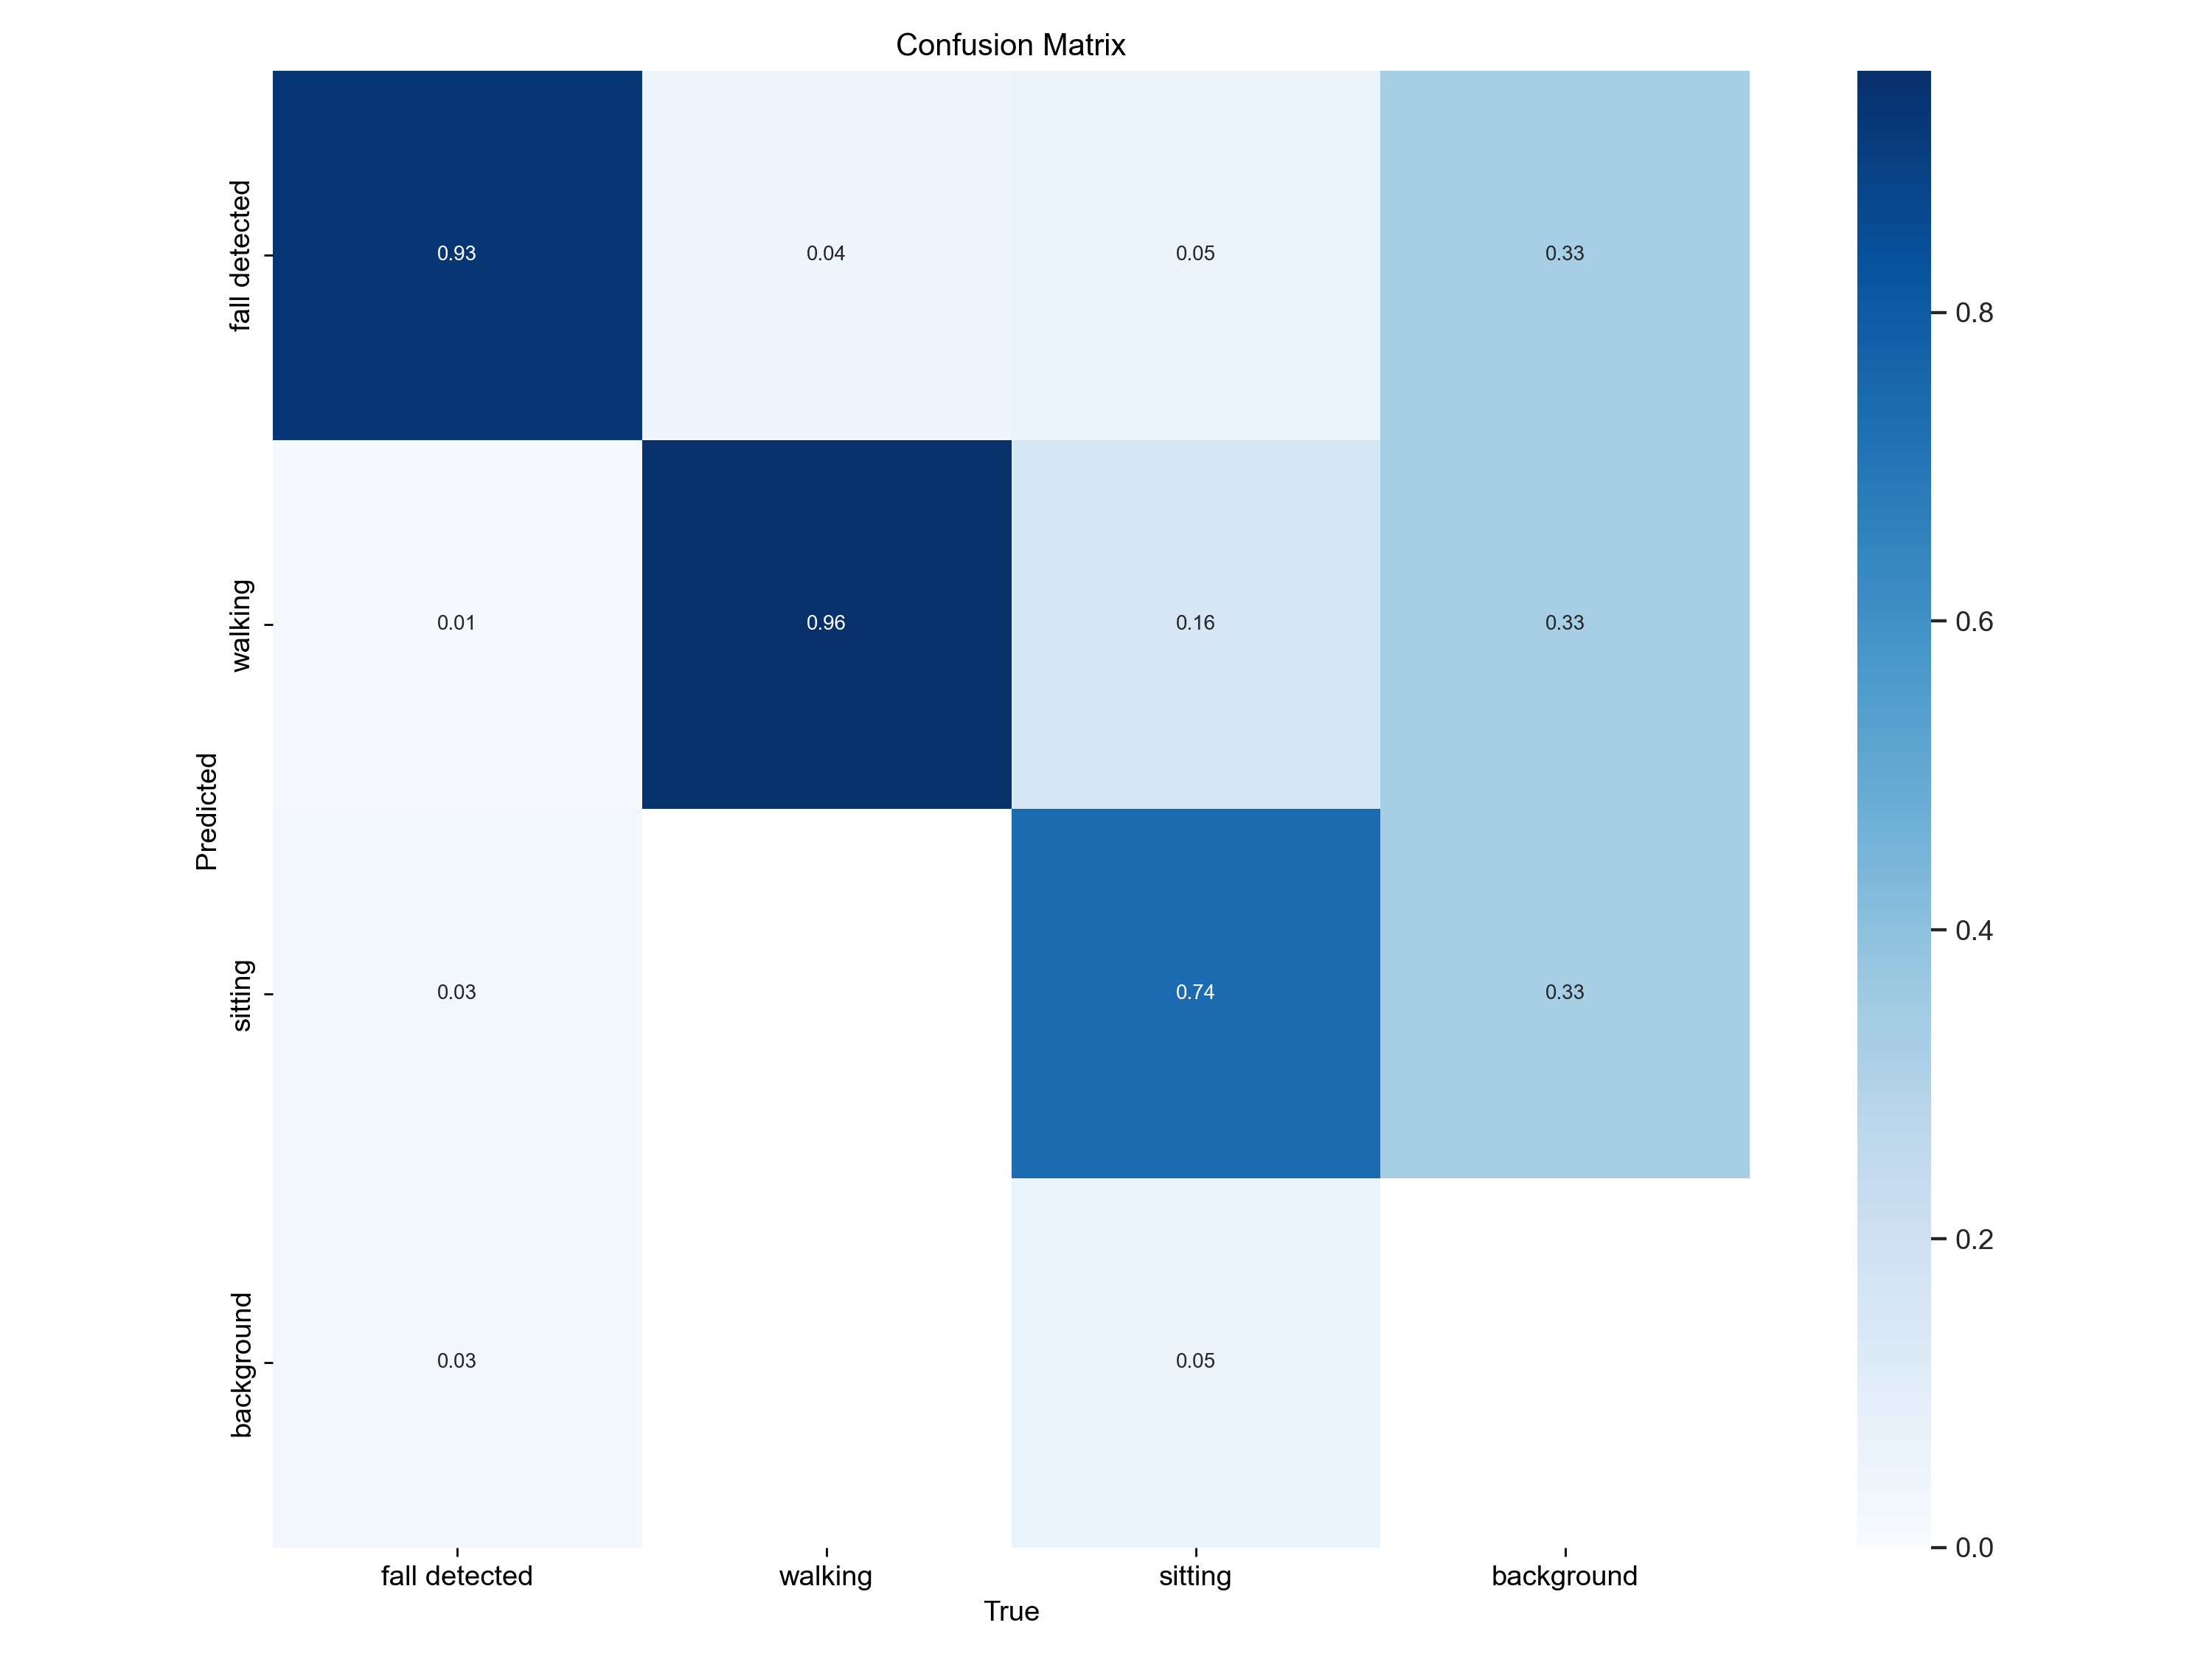 Confusion Matrix
fall detected
0.93
0.04
0.05
0.33
0.8
walking
0.01
0.96
0.16
0.33
0.6
Predicted
sitting
0.03
0.74
0.33
0.4
background
0.03
0.05
0.2
0.0
fall detected
walking
sitting
background
True